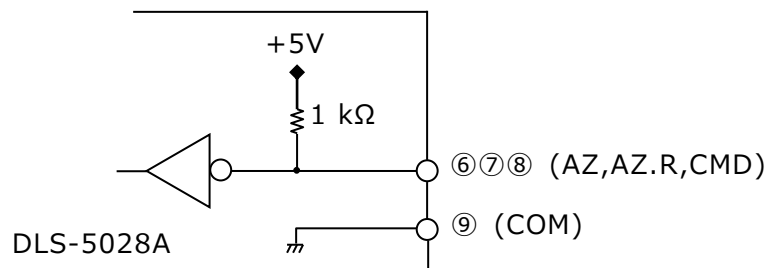 +5V
1 kΩ
⑥⑦⑧ (AZ,AZ.R,CMD)
⑨ (COM)
DLS-5028A